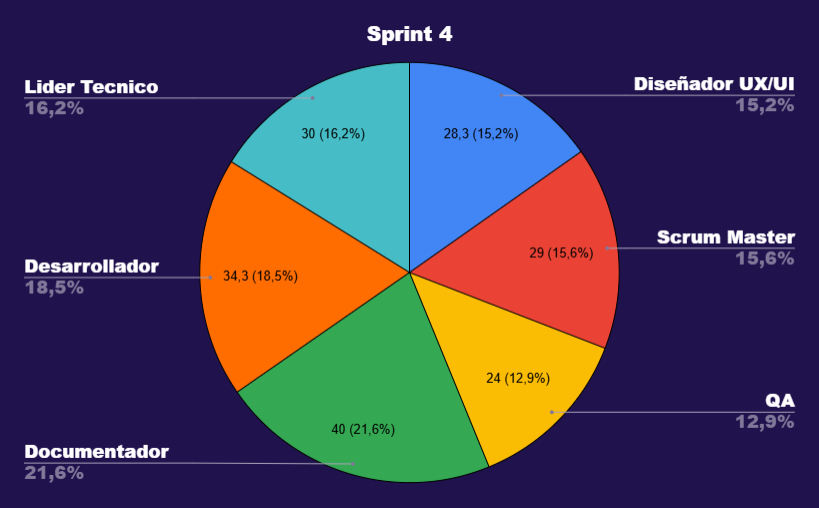 Sprint 4
Lider Tecnico
16,2%
Diseñador UX/UI
15,2%
30 (16,2%)
28,3 (15,2%)
Scrum Master
15,6%
29 (15,6%)
Desarrollador
18,5%
34,3 (18,5%)
24 (12,9%)
QA
12,9%
40 (21,6%)
Documentador
21,6%